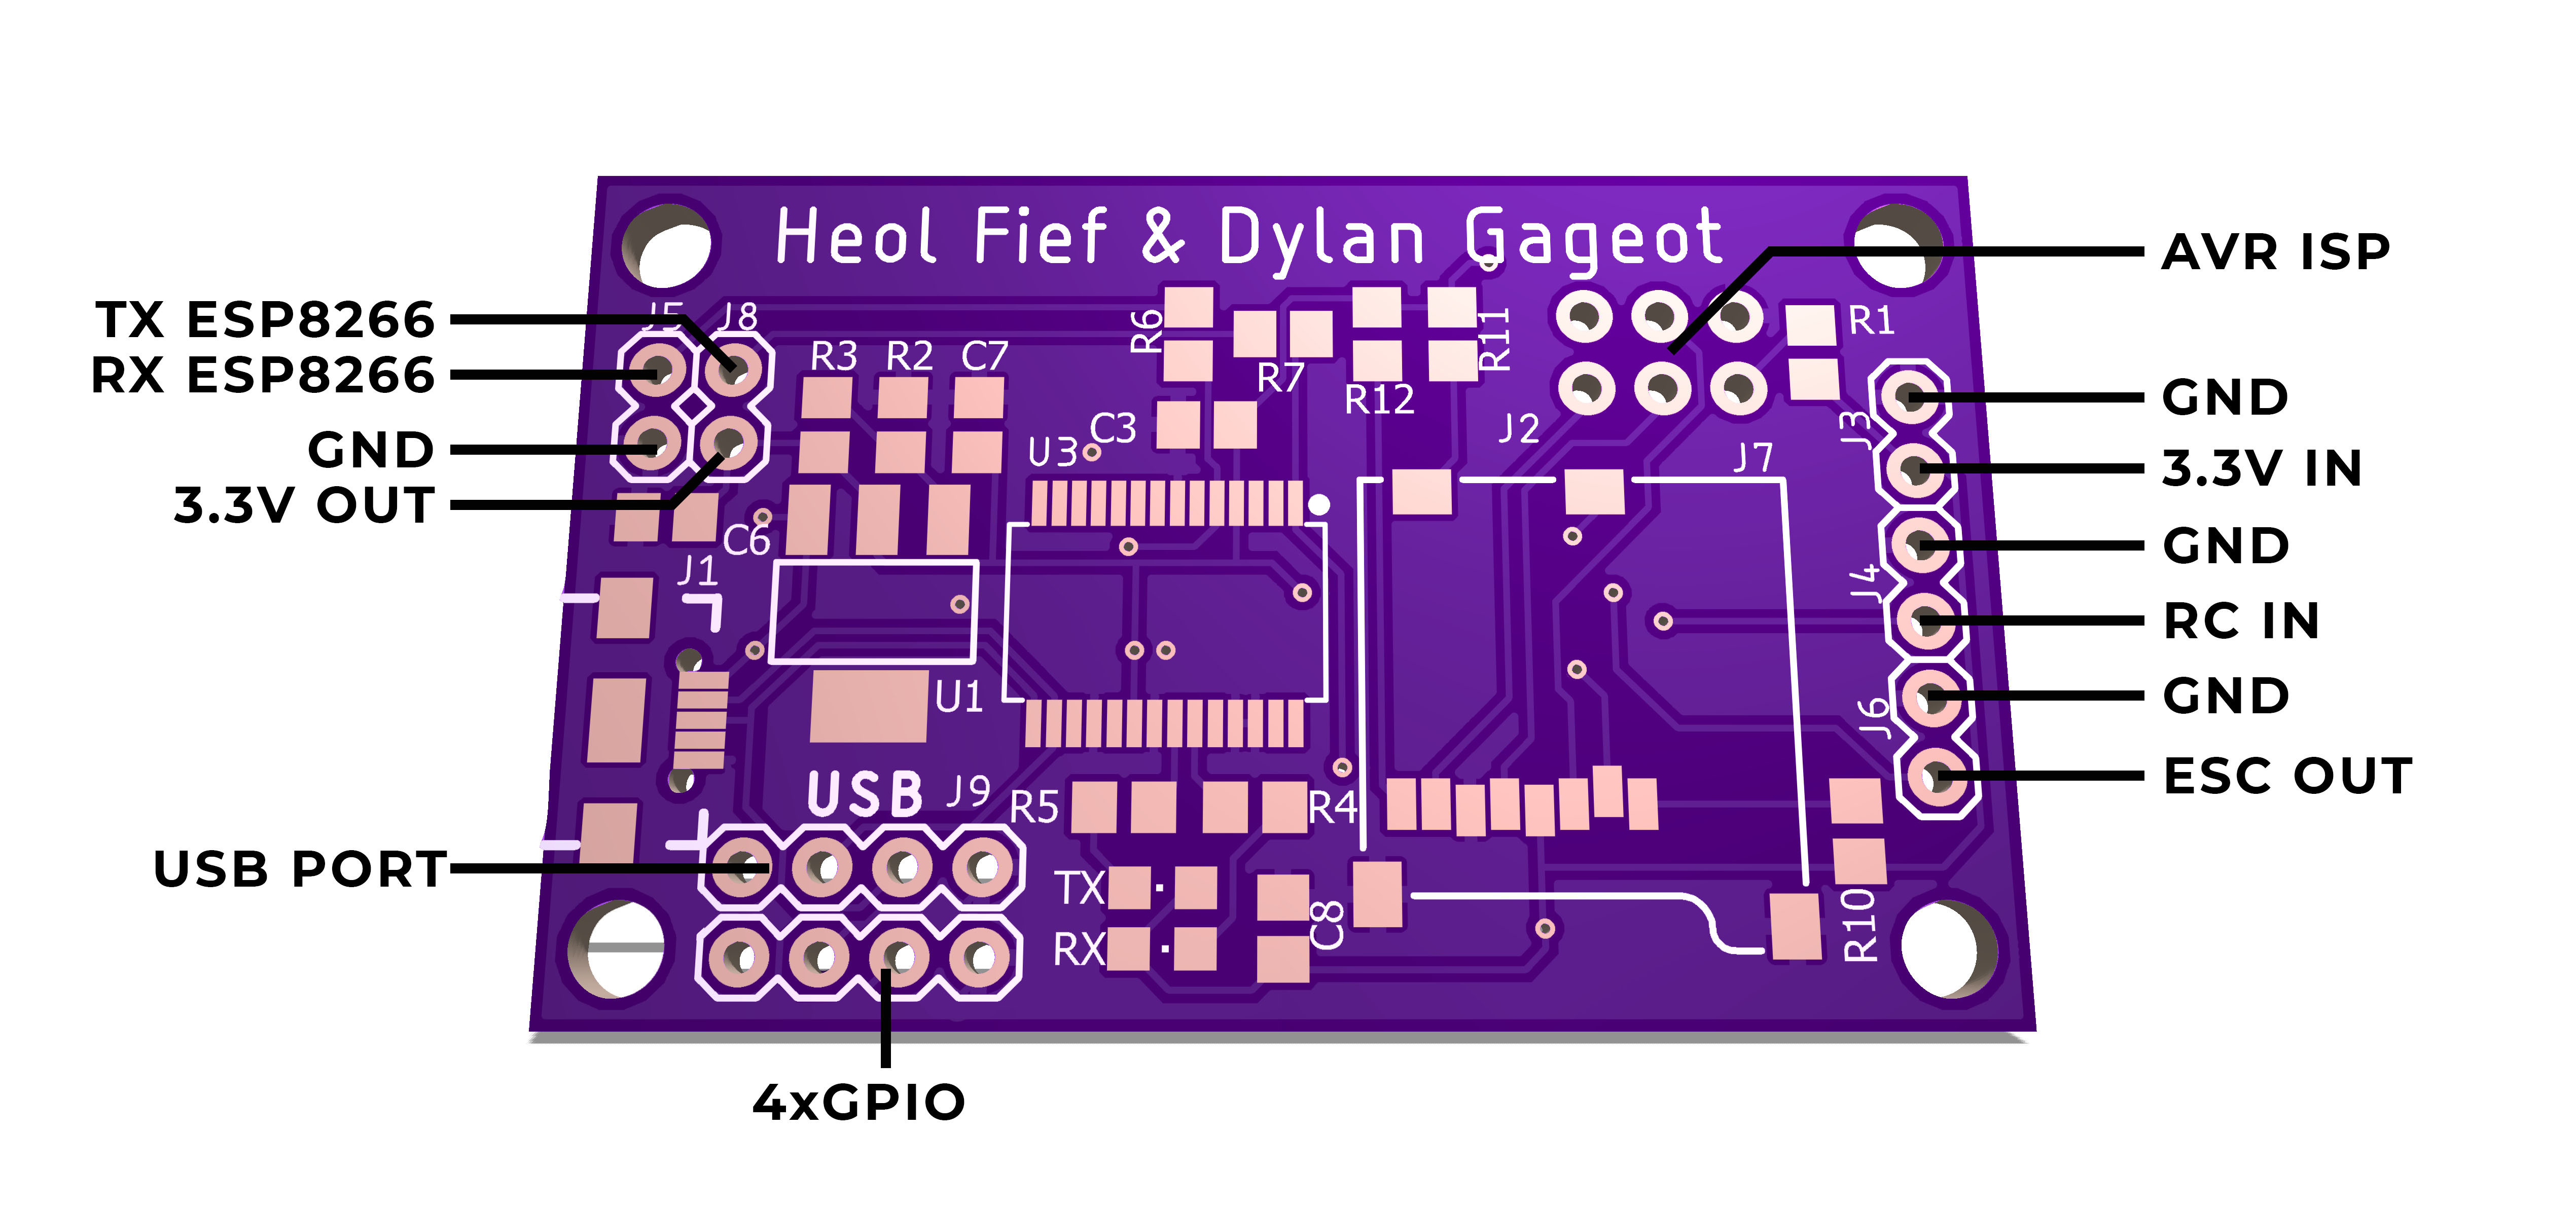 Heol Fief & Dylan Gageot
AVR ISP
TX ESP8266
J5 J8
R6
R11
R1
RX ESP8266
R3 R2 C7
R7
R12
GND
J3
C3
J2
GND
U3
J7
3.3V IN
3.3V OUT
C6
GND
J1
J4
RC IN
U1
GND
J6
USB J9
R5
R4
ESC OUT
USB PORT
TX
C8
R10
RX
4xGPIO